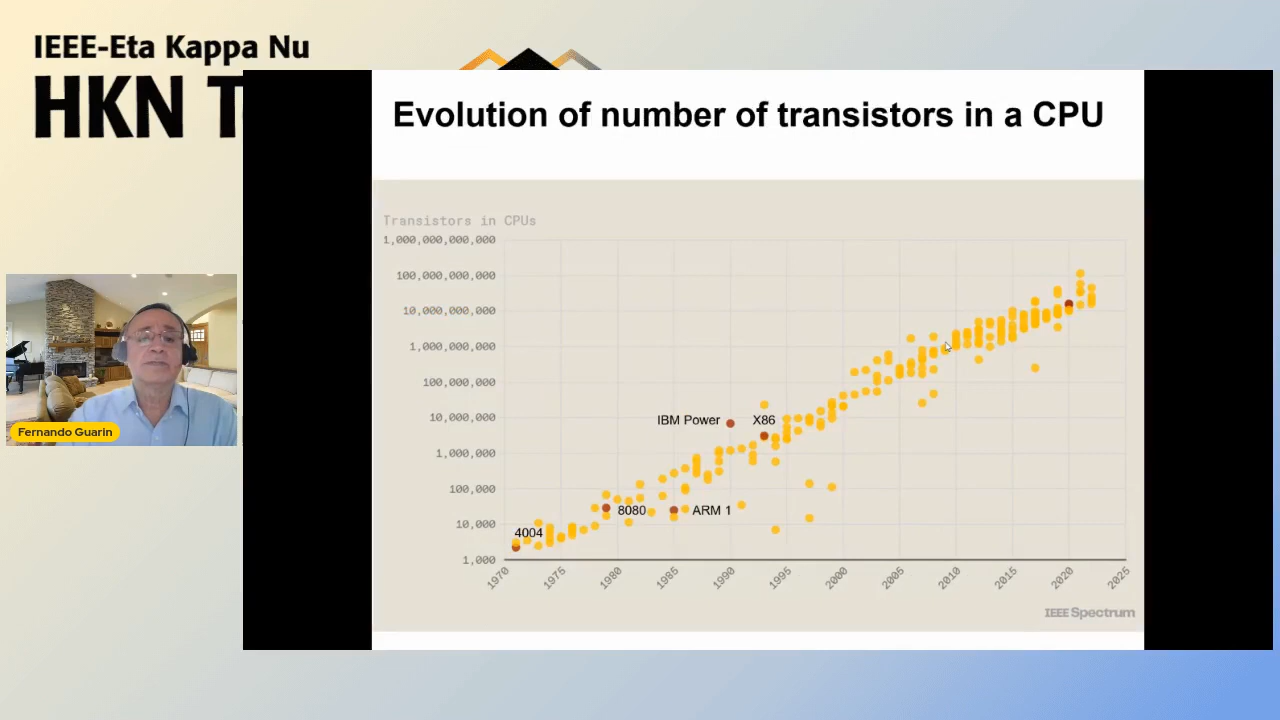 IEEE-Eta Kappa Nu
HKN T
Evolution of number of transistors in a CPU
Transistors in CPUs
1,000,000,000,000
100,000,000,000
10,000,000,000
1,000,000,000
100,000,000
10,000,000
1,000,000
100,000
10,000
1,000
IBM Power
X86
8080
ARM 1
4004
1970
1975
1980
1985
1990
1995
2000
2005
2010
2015
2020
2025
IEEE Spectrum
Fernando Guarin